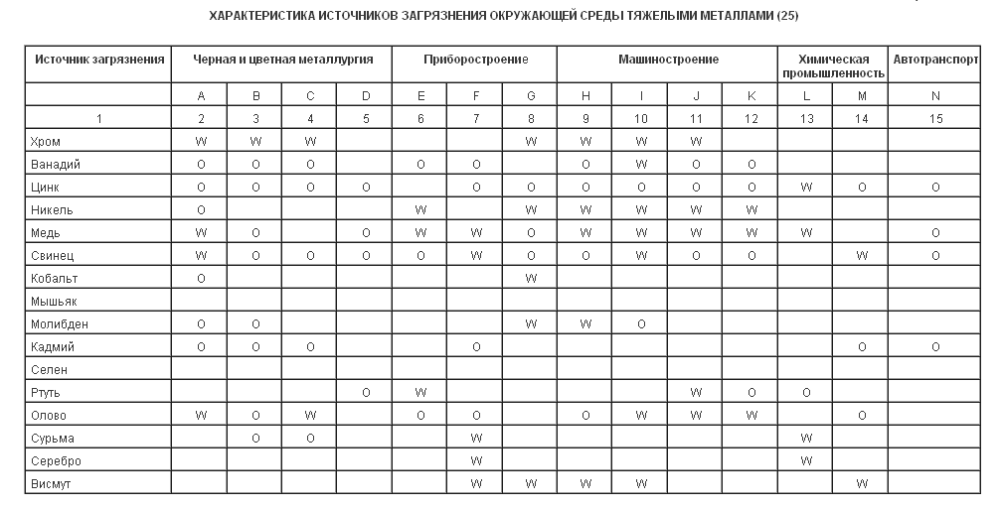 ХАРАКТЕРИСТИКА ИСТОЧНИКОВ ЗАГРЯЗНЕНИЯ ОКРУЖАЮЩЕЙ СРЕДЫ ТЯЖЕЛЫМИ МЕТАЛЛАМИ (25)
Источник загрязнения Черная и цветная металлургия Приборостроение Машиностроение Химическая промышленность Автотранспорт
A B C D E F G H I J K L M N
1 2 3 4 5 6 7 8 9 10 11 12 13 14 15
Хром W W W W W W W
Ванадий O O O O O O W O O
Цинк O O O O O O O O O O W O O
Никель O W W W W W W
Медь W O O W W O W W W W W O
Свинец W O O O O W O O W O O W O
Кобальт O W
Мышьяк
Молибден O O W W O
Кадмий O O O O O O
Селен
Ртуть O W W O O
Олово W O W O O O W W W O
Сурьма O O W W
Серебро W W
Висмут W W W W W